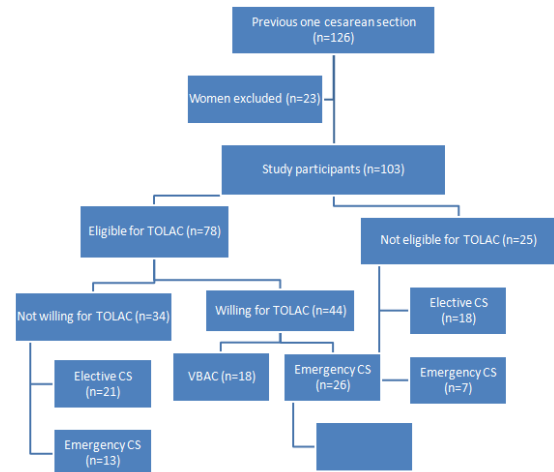 Previous one cesarean section
(n=126)
Women excluded (n=23)
Study participants (n=103)
Eligible for TOLAC (n=78)
Not eligible for TOLAC (n=25)
Not willing for TOLAC (n=34)
Willing for TOLAC (n=44)
Elective CS
(n=18)
Elective CS
(n=21)
VBAC (n=18)
Emergency CS
(n=26)
Emergency CS
(n=7)
Emergency CS
(n=13)